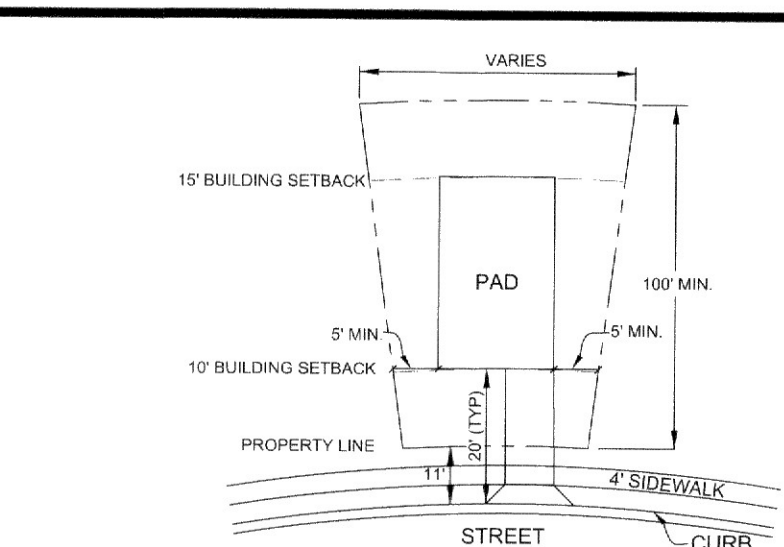 VARIES
15' BUILDING SETBACK
PAD
100' MIN.
5' MIN.
5' MIN.
10' BUILDING SETBACK
20' (TYP)
PROPERTY LINE
11'
4' SIDEWALK
STREET
CURB